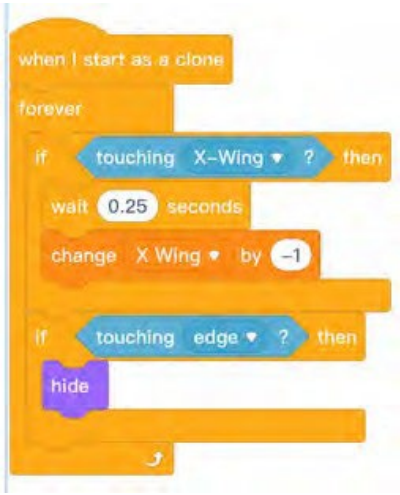 when I start as a clone
forever
if touching X-Wing ? then
wait 0.25 seconds
change X Wing by -1
if touching edge ? then
hide